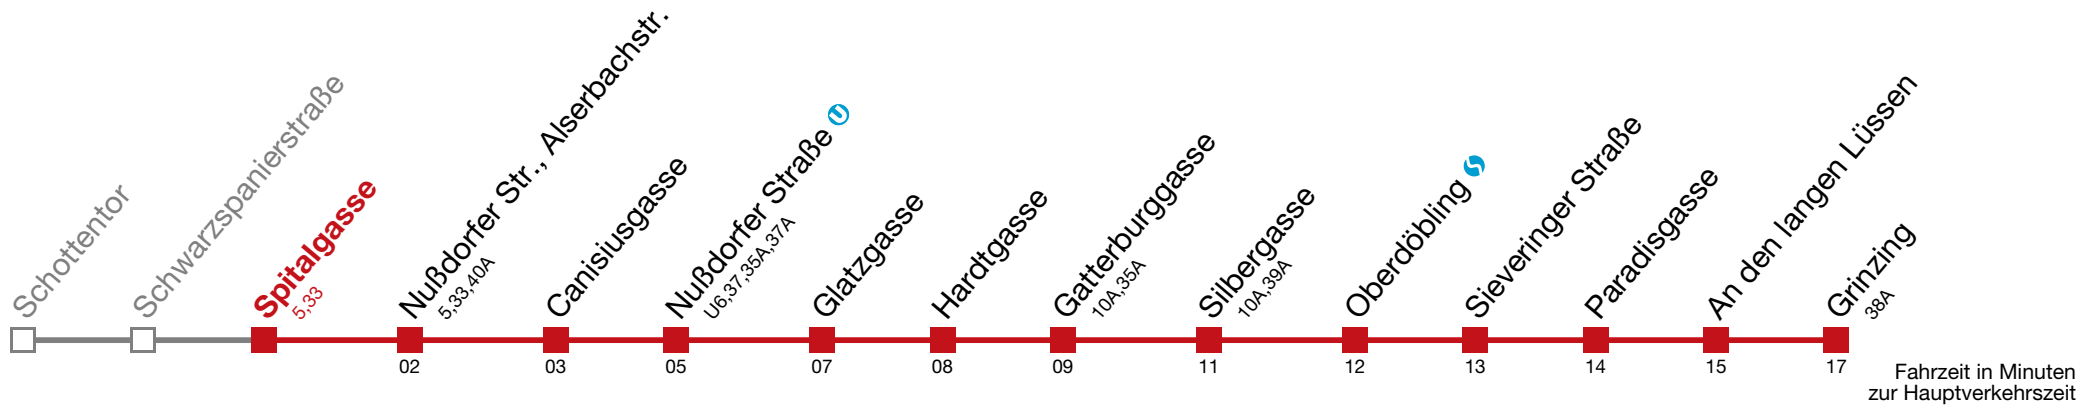 Schottentor
Schwarzspanierstraße
Spitalgasse
5,33
Nußdorfer Str., Alserbachstr.
5,33,40A
Canisiusgasse
Nußdorfer Straße U
U6,37,35A,37A
Glatzgasse
Hardtgasse
Gatterburggasse
10A,35A
Silbergasse
10A,39A
Oberdöbling S
Sieveringer Straße
Paradisgasse
An den langen Lüssen
Grinzing
38A
02 03 05 07 08 09 11 12 13 14 15 17
Fahrzeit in Minuten
zur Hauptverkehrszeit